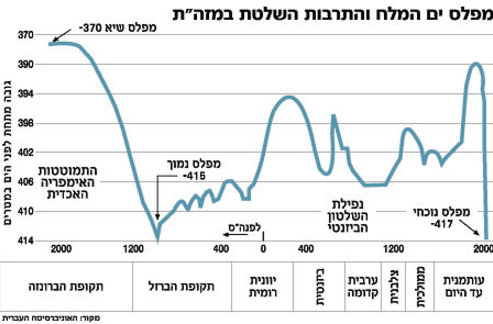 מפלס ים המלח והתרבות השלטת במזה"ת
מפלס שיא 370-
גובה מתחת לפני הים במטרים
370
390
394
398
402
406
410
414
התמוטטות
האימפריה
האכדית
מפלס נמוך
415-
נפילת
השלטון
הביזנטי
מפלס נוכחי
417-
לפנה"ס
2000
1200
400
0
400
1200
2000
תקופת הברונזה
תקופת הברזל
יוונית
רומית
ביזנטית
ערבית
קדומה
צלבנית
ממלוכית
עותמנית
עד היום
מקור: האוניברסיטה העברית